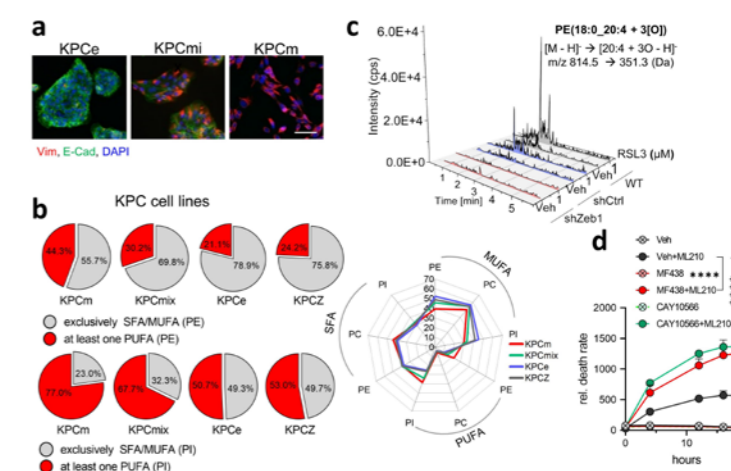 a
KPCe
KPCmi
KPCm
Vim, E-Cad, DAPI
b
KPC cell lines
44.3%
55.7%
KPCm
30.2%
69.8%
KPCmix
21.1%
78.9%
KPCe
24.2%
75.8%
KPCZ
exclusively SFA/MUFA (PE)
at least one PUFA (PE)
77.0%
23.0%
KPCm
67.7%
32.3%
KPCmix
50.7%
49.3%
KPCe
53.0%
49.7%
KPCZ
exclusively SFA/MUFA (PI)
at least one PUFA (PI)
SFA
MUFA
PUFA
PE
PC
PI
PE
PC
PI
PE
PC
PI
70
60
50
40
30
20
10
0
KPCm
KPCmix
KPCe
KPCZ
c
Intensity (cps)
6.0E+4
4.0E+4
2.0E+4
0.0E+4
PE(18:0_20:4 + 3[O])
[M - H]- → [20:4 + 3O - H]-
m/z 814.5 → 351.3 (Da)
Time [min]
1
2
3
4
5
Veh
1
Veh
1
Veh
1
RSL3 (μM)
WT
shCtrl
shZeb1
d
Veh
Veh+ML210
MF438
MF438+ML210
CAY10566
CAY10566+ML210
****
rel. death rate
2000
1500
1000
500
0
0
10
hours